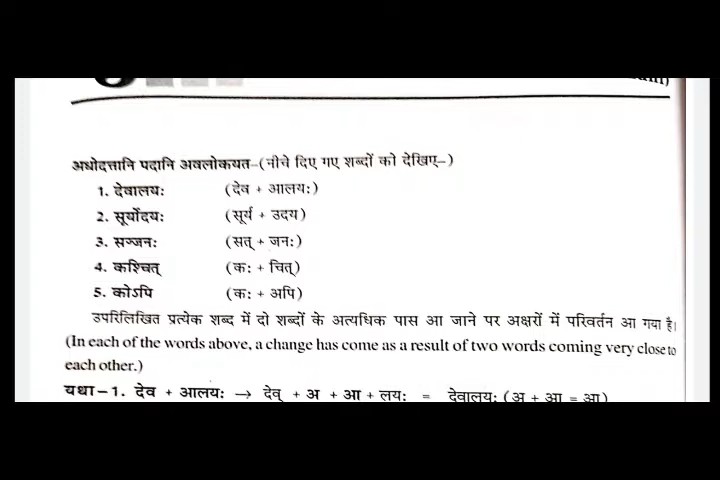 अधोदत्तानि पदानि अवलोकयत–(नीचे दिए गए शब्दों को देखिए–)
1. देवालयः (देव + आलयः)
2. सूर्योदयः (सूर्य + उदय)
3. सज्जनः (सत् + जनः)
4. कश्चित् (कः + चित्)
5. कोऽपि (कः + अपि)
उपरिलिखित प्रत्येक शब्द में दो शब्दों के अत्यधिक पास आ जाने पर अक्षरों में परिवर्तन आ गया है।
(In each of the words above, a change has come as a result of two words coming very close to
each other.)
यथा–1. देव + आलयः → देव् + अ + आ + लयः = देवालयः (अ + आ = आ)